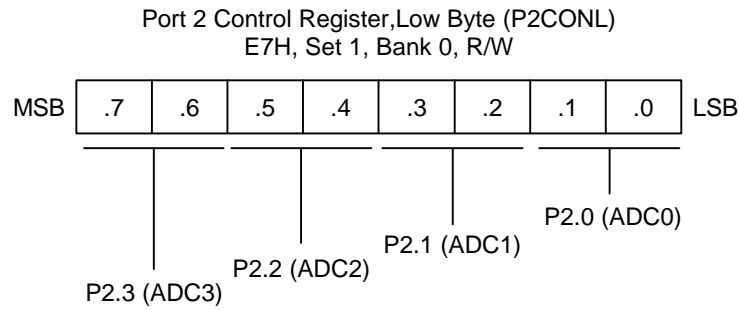 Port 2 Control Register,Low Byte (P2CONL)
E7H, Set 1, Bank 0, R/W
MSB .7 .6 .5 .4 .3 .2 .1 .0 LSB
P2.0 (ADC0)
P2.1 (ADC1)
P2.2 (ADC2)
P2.3 (ADC3)